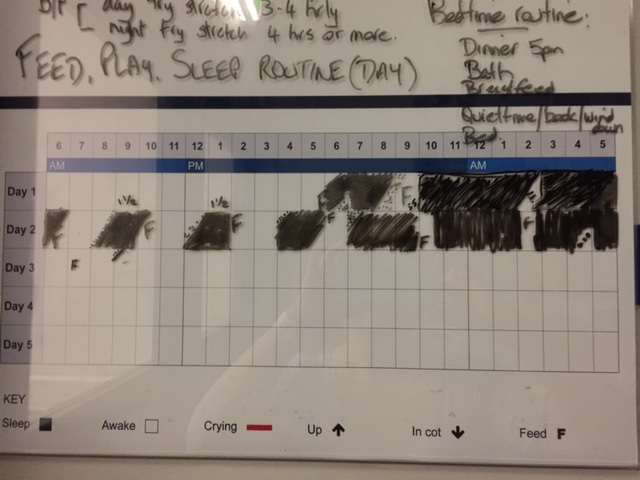 D/F [ day try stretch 3-4 hrly
night try stretch 4 hrs or more.
FEED, PLAY, SLEEP ROUTINE (DAY)
Bedtime routine:
Dinner 5pm
Bath
Breastfeed
Quiettime/book/wind down
Bed.
6 7 8 9 10 11 12 1 2 3 4 5 6 7 8 9 10 11 12 1 2 3 4 5
AM PM AM
Day 1 F
1½ 1½
Day 2 F F F F F F
Day 3 F
Day 4
Day 5
KEY
Sleep Awake Crying Up In cot Feed F